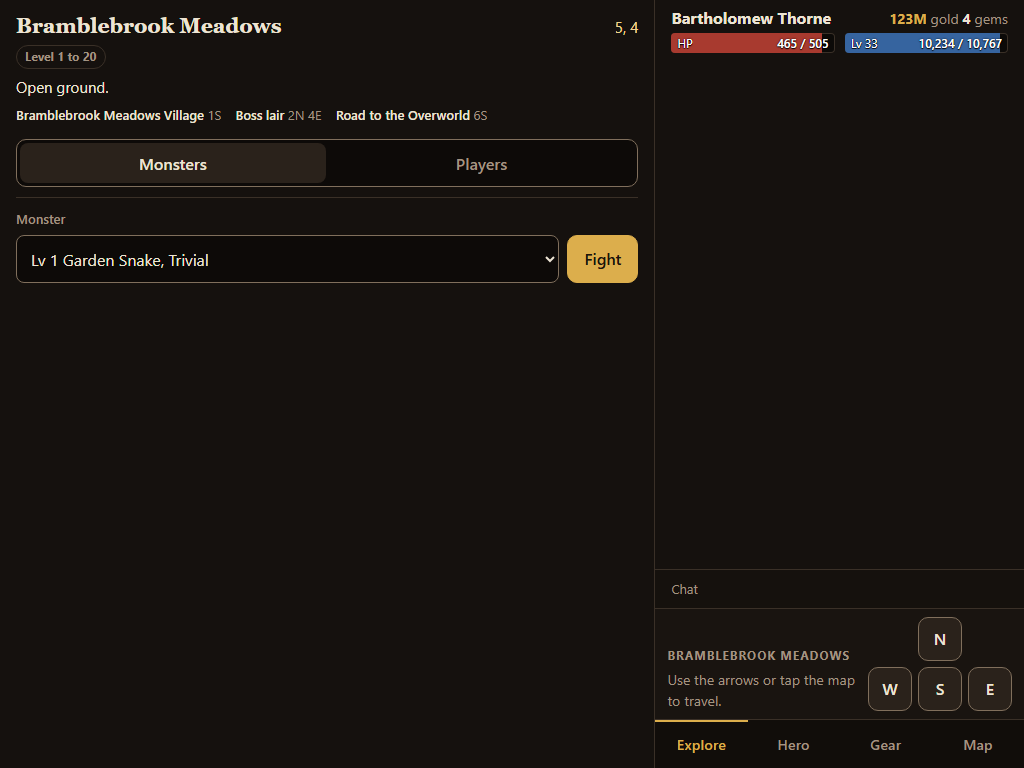 Bramblebrook Meadows
5, 4
Level 1 to 20
Open ground.
Bramblebrook Meadows Village 1S Boss lair 2N 4E Road to the Overworld 6S
Monsters
Players
Monster
Lv 1 Garden Snake, Trivial
Fight
Bartholomew Thorne
123M gold 4 gems
HP 465 / 505
Lv 33 10,234 / 10,767
Chat
BRAMBLEBROOK MEADOWS
Use the arrows or tap the map
to travel.
N
W S E
Explore Hero Gear Map